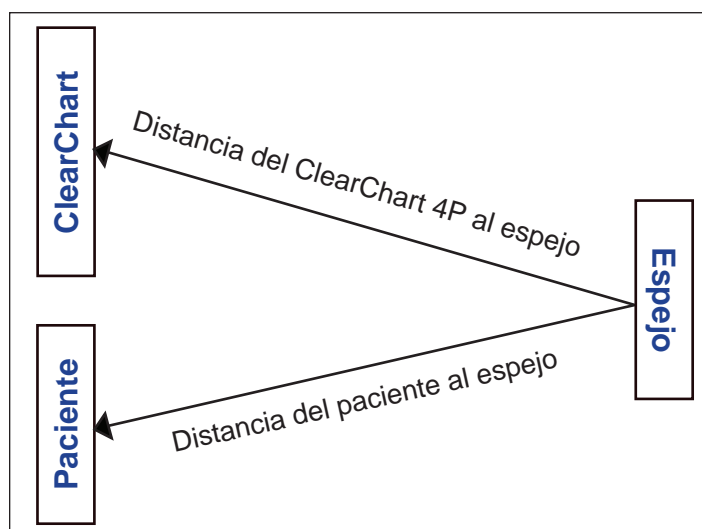 ClearChart
Distancia del ClearChart 4P al espejo
Espejo
Distancia del paciente al espejo
Paciente